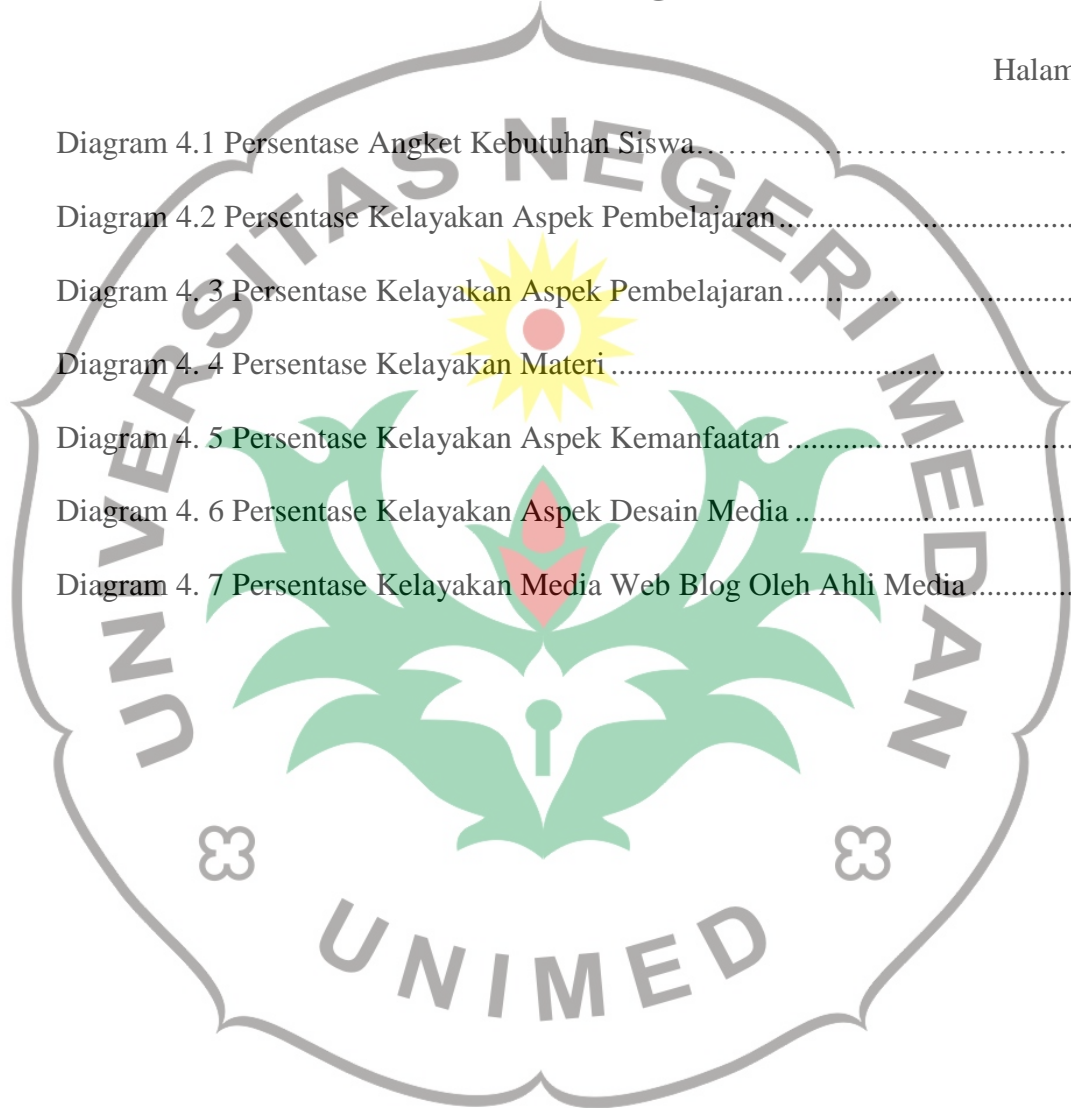 Halam
Diagram 4.1 Persentase Angket Kebutuhan Siswa................................
Diagram 4.2 Persentase Kelayakan Aspek Pembelajaran...................................
Diagram 4. 3 Persentase Kelayakan Aspek Pembelajaran..................................
Diagram 4. 4 Persentase Kelayakan Materi........................................................
Diagram 4. 5 Persentase Kelayakan Aspek Kemanfaatan...................................
Diagram 4. 6 Persentase Kelayakan Aspek Desain Media.................................
Diagram 4. 7 Persentase Kelayakan Media Web Blog Oleh Ahli Media.............
UNIVERSITAS NEGERI MEDAN
UNIMED